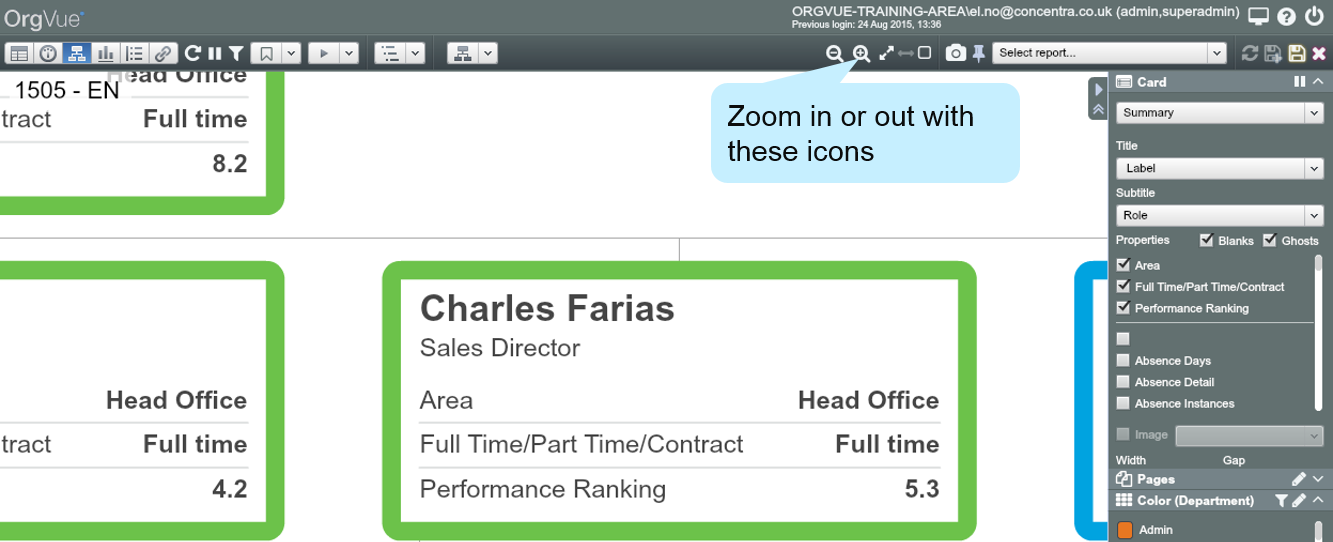 OrgVue
ORGVUE-TRAINING-AREA\el.no@concentra.co.uk (admin,superadmin)
Previous login: 24 Aug 2015, 13:36
Select report...
Head Office
1505 - EN
tract Full time
8.2
Zoom in or out with
these icons
Head Office
tract Full time
4.2
Charles Farias
Sales Director
Area Head Office
Full Time/Part Time/Contract Full time
Performance Ranking 5.3
Card
Summary
Title
Label
Subtitle
Role
Properties Blanks Ghosts
Area
Full Time/Part Time/Contract
Performance Ranking
Absence Days
Absence Detail
Absence Instances
Image
Width Gap
Pages
Color (Department)
Admin